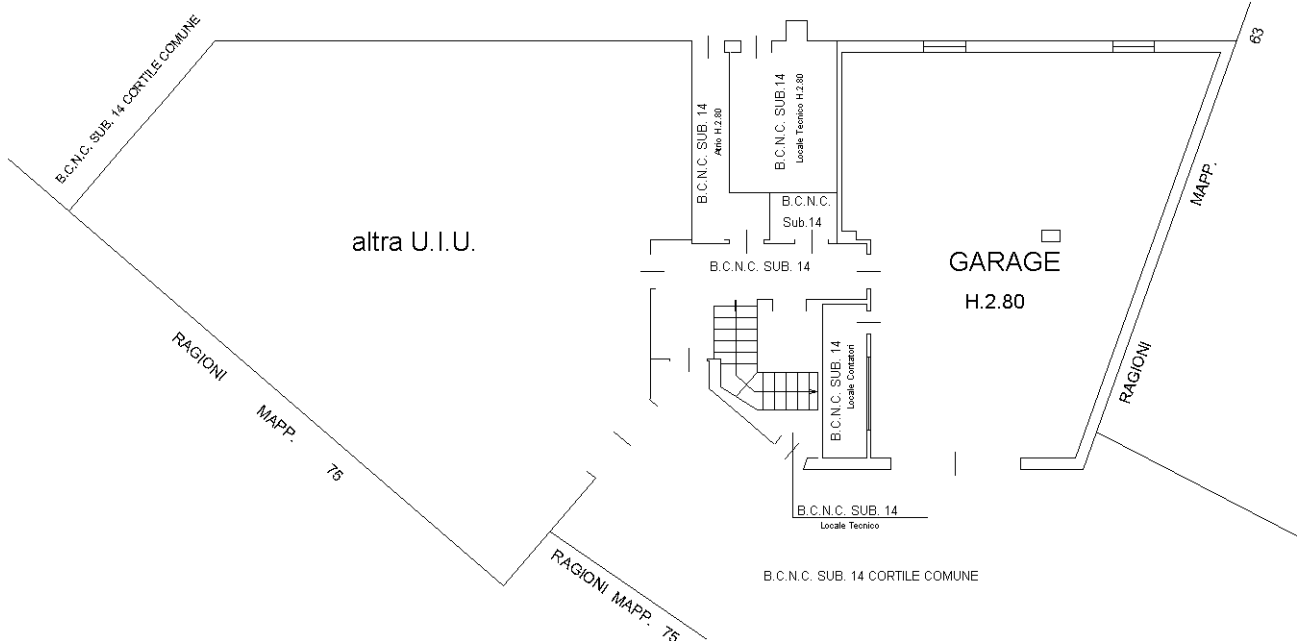 B.C.N.C. SUB. 14 CORTILE COMUNE
B.C.N.C. SUB. 14
Atrio H.2.80
B.C.N.C. SUB.14
Locale Tecnico H.2.80
63
MAPP.
RAGIONI
B.C.N.C.
Sub.14
altra U.I.U.
B.C.N.C. SUB. 14
GARAGE
H.2.80
RAGIONI
MAPP.
75
B.C.N.C. SUB. 14
Locale Contatori
B.C.N.C. SUB. 14
Locale Tecnico
RAGIONI MAPP. 75
B.C.N.C. SUB. 14 CORTILE COMUNE